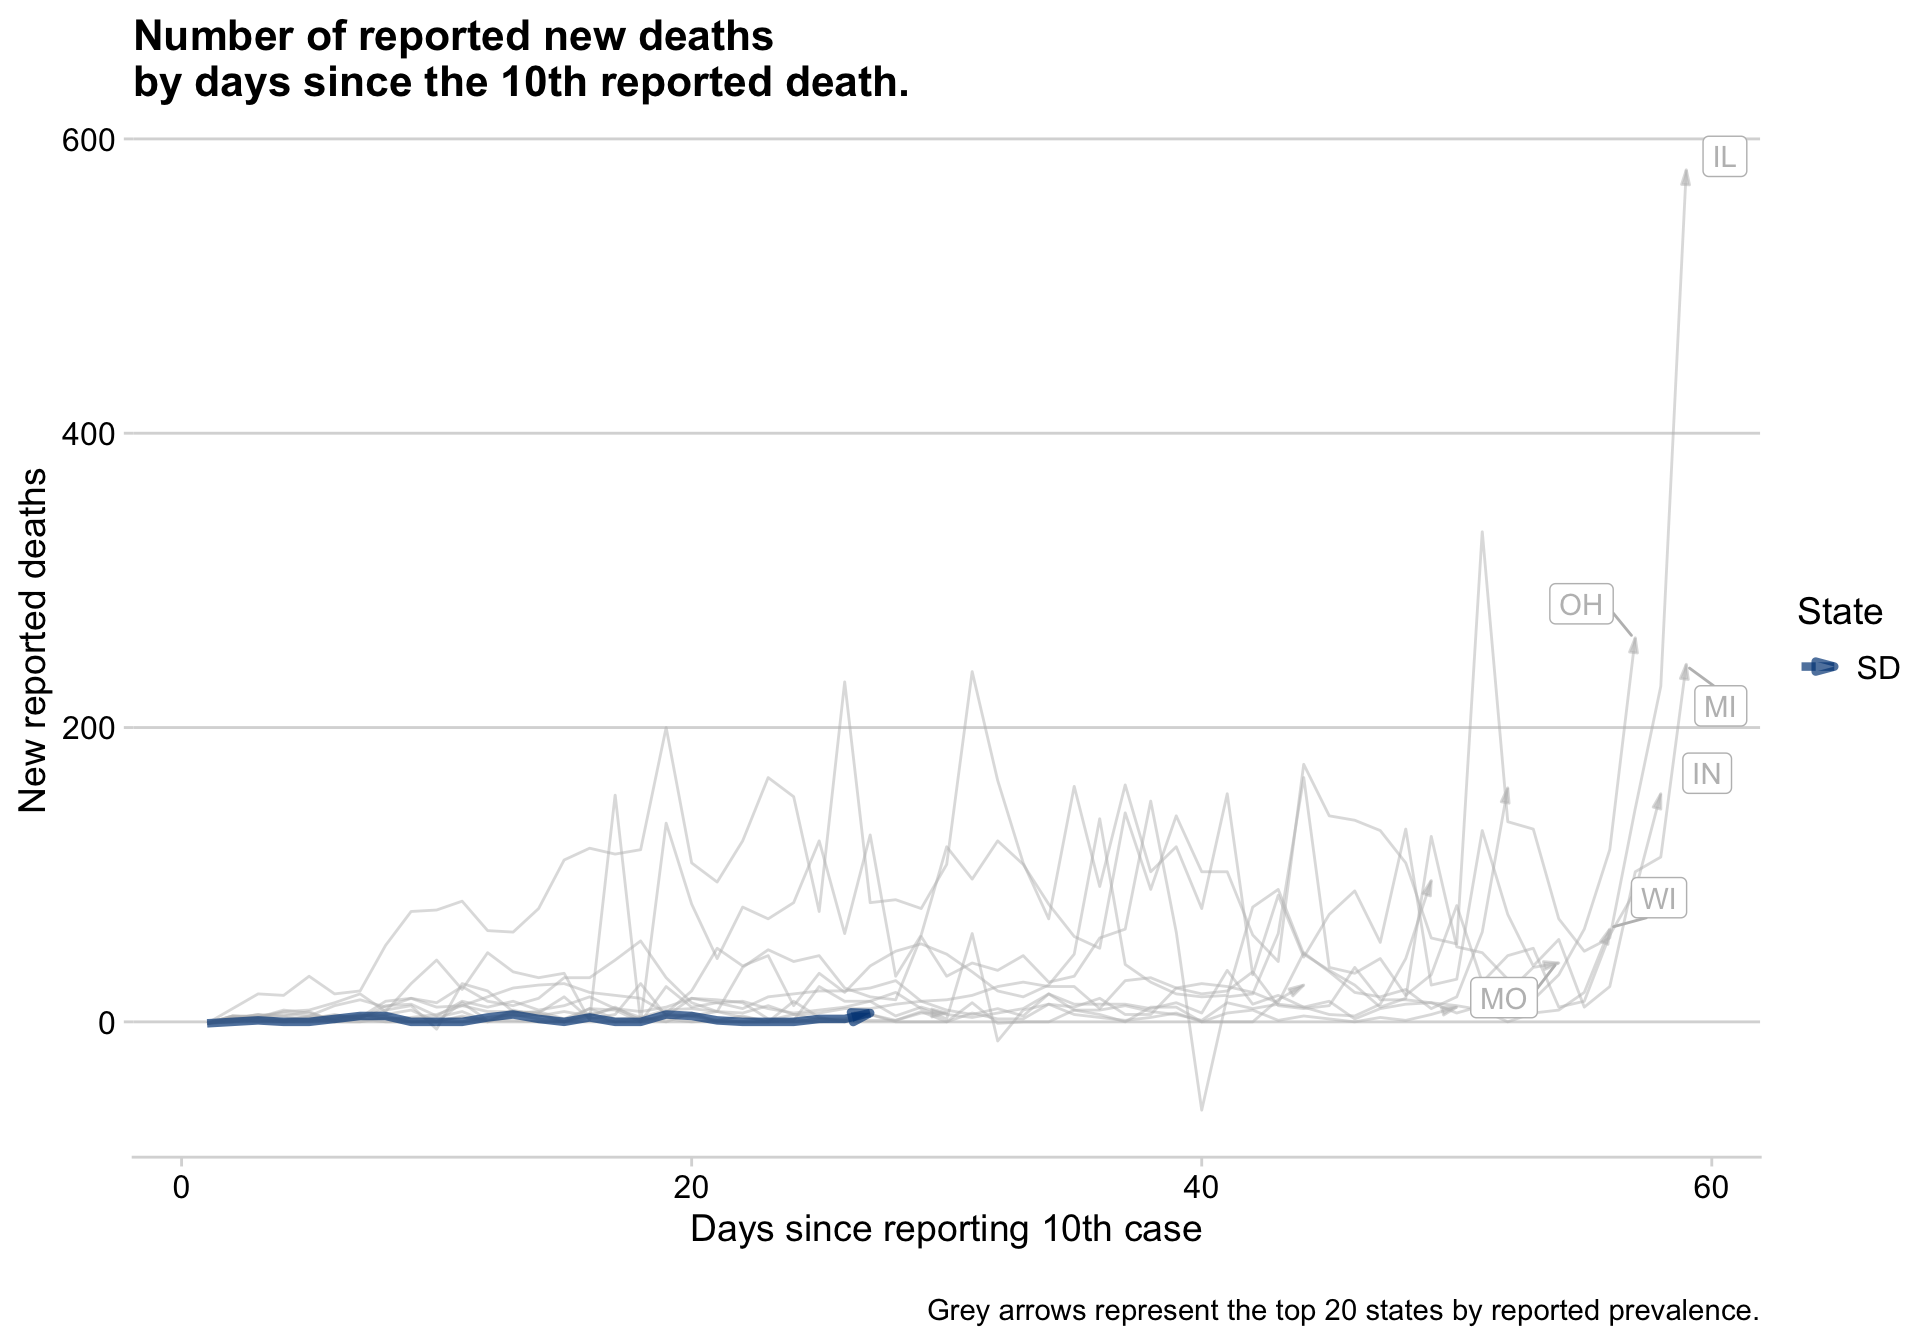 Number of reported new deaths
by days since the 10th reported death.
600
400
200
0
New reported deaths
IL
OH
MI
IN
WI
MO
State
SD
0
20
40
60
Days since reporting 10th case
Grey arrows represent the top 20 states by reported prevalence.